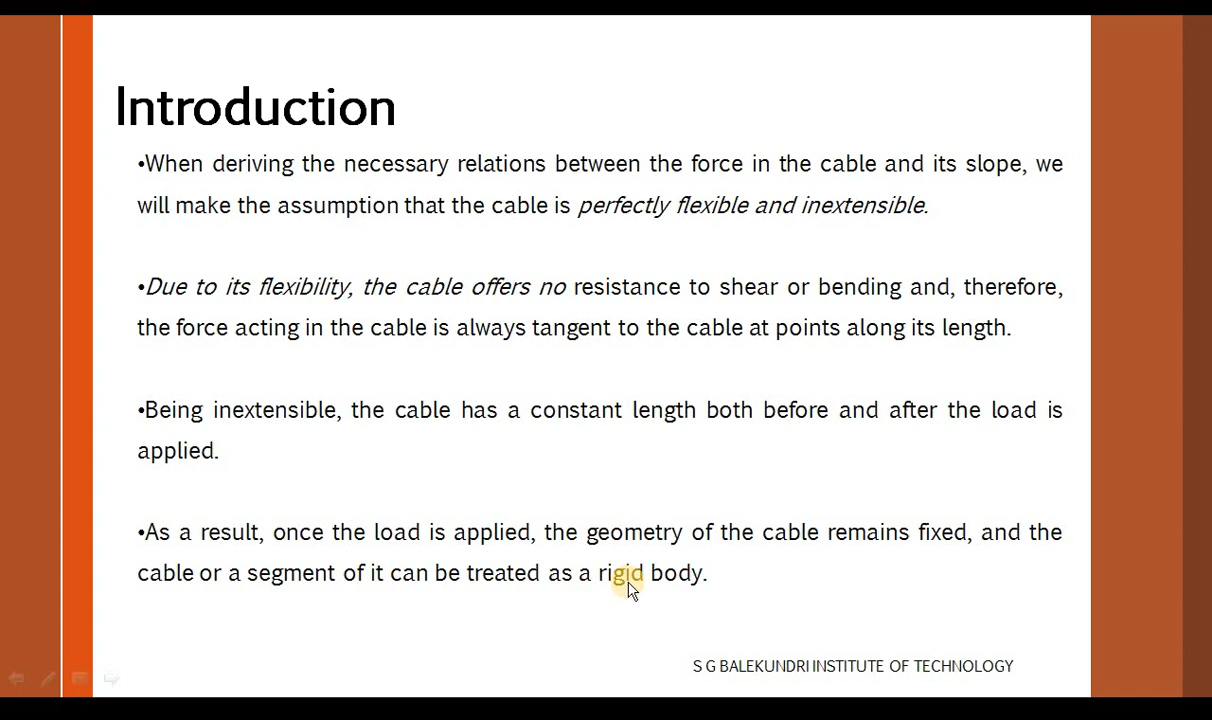 Introduction
•When deriving the necessary relations between the force in the cable and its slope, we
will make the assumption that the cable is perfectly flexible and inextensible.
•Due to its flexibility, the cable offers no resistance to shear or bending and, therefore,
the force acting in the cable is always tangent to the cable at points along its length.
•Being inextensible, the cable has a constant length both before and after the load is
applied.
•As a result, once the load is applied, the geometry of the cable remains fixed, and the
cable or a segment of it can be treated as a rigid body.
S G BALEKUNDRI INSTITUTE OF TECHNOLOGY